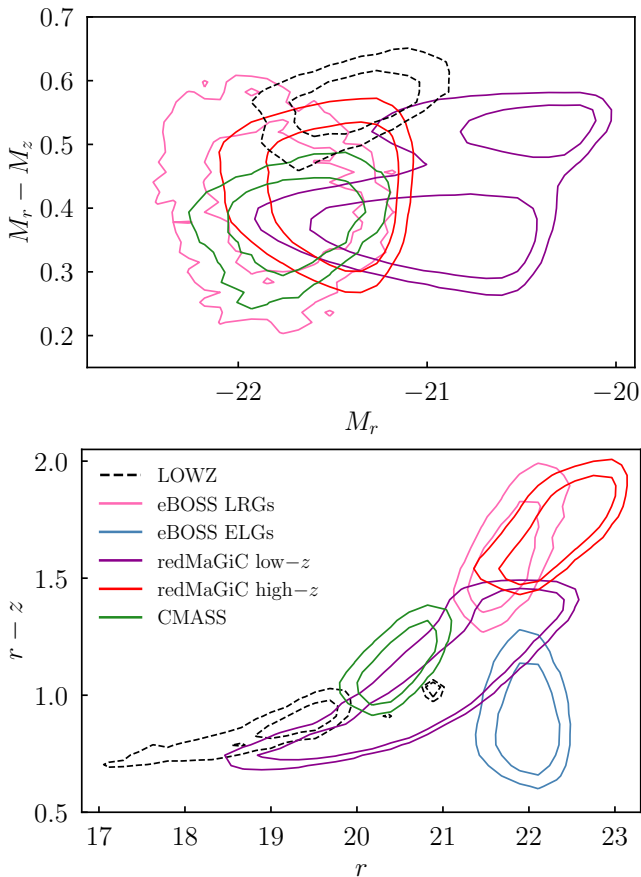 0.7
0.6
0.5
0.4
0.3
0.2
M_r − M_z
−22 −21 −20
M_r
2.0
1.5
1.0
0.5
r − z
LOWZ
eBOSS LRGs
eBOSS ELGs
redMaGiC low−z
redMaGiC high−z
CMASS
17 18 19 20 21 22 23
r